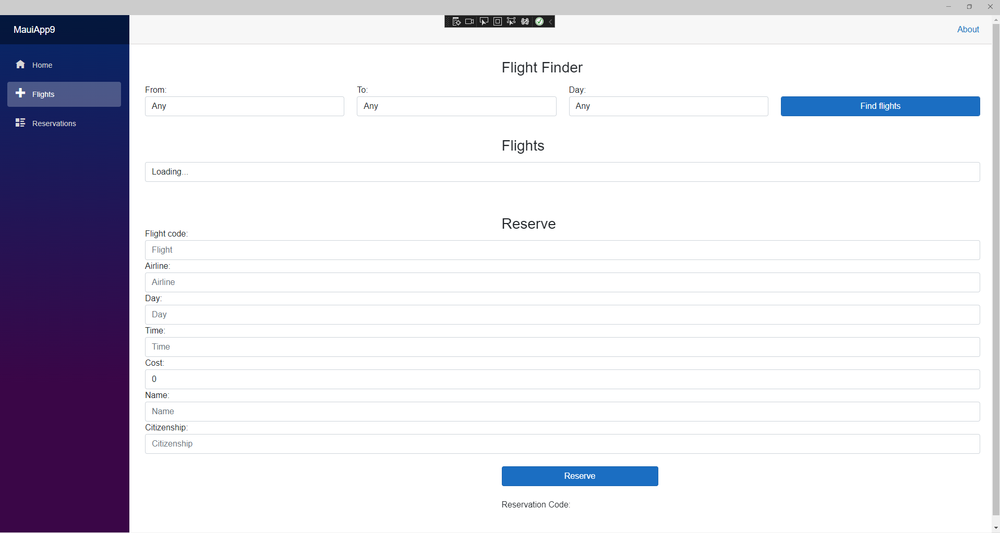 MauiApp9
About
Home
Flights
Reservations
Flight Finder
From:
To:
Day:
Any
Any
Any
Find flights
Flights
Loading...
Reserve
Flight code:
Flight
Airline:
Airline
Day:
Day
Time:
Time
Cost:
0
Name:
Name
Citizenship:
Citizenship
Reserve
Reservation Code: